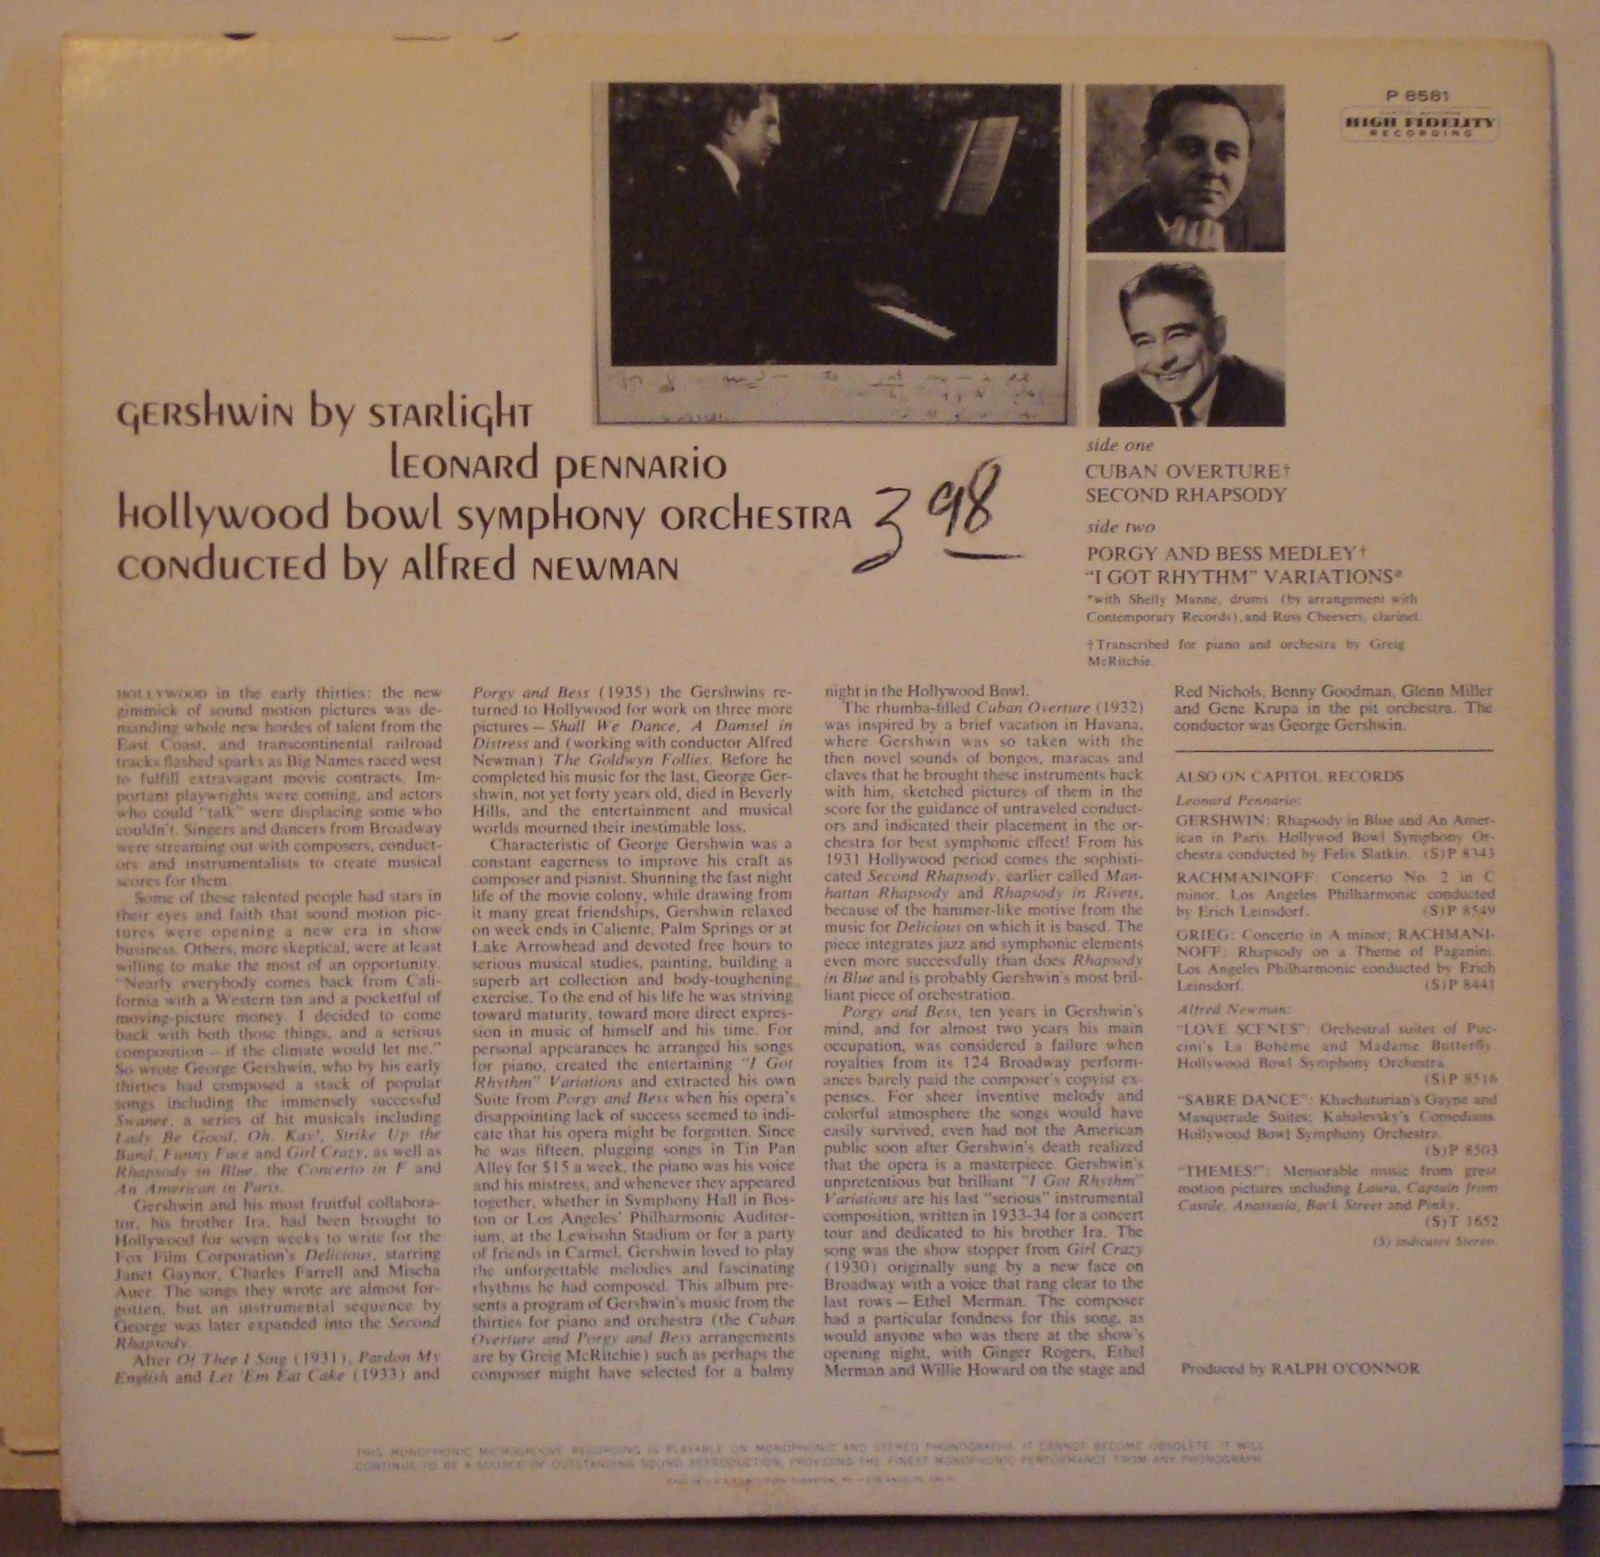 P 8581
HIGH FIDELITY
RECORDING
GERSHWIN by STARLIGHT
LEONARD PENNARIO
HOLLYWOOD BOWL SYMPHONY ORCHESTRA
CONDUCTED by ALFRED NEWMAN
3 98
side one
CUBAN OVERTURE†
SECOND RHAPSODY
side two
PORGY AND BESS MEDLEY†
"I GOT RHYTHM" VARIATIONS*
*with Shelly Manne, drums (by arrangement with
Contemporary Records), and Russ Cheevers, clarinet.
†Transcribed for piano and orchestra by Greig
McRitchie.
HOLLYWOOD in the early thirties: the new
gimmick of sound motion pictures was de-
manding whole new hordes of talent from the
East Coast, and transcontinental railroad
tracks flashed sparks as Big Names raced west
to fulfill extravagant movie contracts. Im-
portant playwrights were coming, and actors
who could "talk" were displacing some who
couldn't. Singers and dancers from Broadway
were streaming out with composers, conduct-
ors and instrumentalists to create musical
scores for them.
Some of these talented people had stars in
their eyes and faith that sound motion pic-
tures were opening a new era in show
business. Others, more skeptical, were at least
willing to make the most of an opportunity.
"Nearly everybody comes back from Cali-
fornia with a Western tan and a pocketful of
moving-picture money. I decided to come
back with both those things, and a serious
composition — if the climate would let me."
So wrote George Gershwin, who by his early
thirties had composed a stack of popular
songs including the immensely successful
Swanee, a series of hit musicals including
Lady Be Good, Oh, Kay!, Strike Up the
Band, Funny Face and Girl Crazy, as well as
Rhapsody in Blue, the Concerto in F and
An American in Paris.
Gershwin and his most fruitful collabora-
tor, his brother Ira, had been brought to
Hollywood for seven weeks to write for the
Fox Film Corporation's Delicious, starring
Janet Gaynor, Charles Farrell and Mischa
Auer. The songs they wrote are almost for-
gotten, but an instrumental sequence by
George was later expanded into the Second
Rhapsody.
After Of Thee I Sing (1931), Pardon My
English and Let 'Em Eat Cake (1933) and
Porgy and Bess (1935) the Gershwins re-
turned to Hollywood for work on three more
pictures — Shall We Dance, A Damsel in
Distress and (working with conductor Alfred
Newman) The Goldwyn Follies. Before he
completed his music for the last, George Ger-
shwin, not yet forty years old, died in Beverly
Hills, and the entertainment and musical
worlds mourned their inestimable loss.
Characteristic of George Gershwin was a
constant eagerness to improve his craft as
composer and pianist. Shunning the fast night
life of the movie colony, while drawing from
it many great friendships, Gershwin relaxed
on week ends in Caliente, Palm Springs or at
Lake Arrowhead and devoted free hours to
serious musical studies, painting, building a
superb art collection and body-toughening
exercise. To the end of his life he was striving
toward maturity, toward more direct expres-
sion in music of himself and his time. For
personal appearances he arranged his songs
for piano, created the entertaining "I Got
Rhythm" Variations and extracted his own
Suite from Porgy and Bess when his opera's
disappointing lack of success seemed to indi-
cate that his opera might be forgotten. Since
he was fifteen, plugging songs in Tin Pan
Alley for $15 a week, the piano was his voice
and his mistress, and whenever they appeared
together, whether in Symphony Hall in Bos-
ton or Los Angeles' Philharmonic Auditor-
ium, at the Lewisohn Stadium or for a party
of friends in Carmel, Gershwin loved to play
the unforgettable melodies and fascinating
rhythms he had composed. This album pre-
sents a program of Gershwin's music from the
thirties for piano and orchestra (the Cuban
Overture and Porgy and Bess arrangements
are by Greig McRitchie) such as perhaps the
composer might have selected for a balmy
night in the Hollywood Bowl.
The rhumba-filled Cuban Overture (1932)
was inspired by a brief vacation in Havana,
where Gershwin was so taken with the
then novel sounds of bongos, maracas and
claves that he brought these instruments back
with him, sketched pictures of them in the
score for the guidance of untraveled conduct-
ors and indicated their placement in the or-
chestra for best symphonic effect! From his
1931 Hollywood period comes the sophisti-
cated Second Rhapsody, earlier called Man-
hattan Rhapsody and Rhapsody in Rivets,
because of the hammer-like motive from the
music for Delicious on which it is based. The
piece integrates jazz and symphonic elements
even more successfully than does Rhapsody
in Blue and is probably Gershwin's most bril-
liant piece of orchestration.
Porgy and Bess, ten years in Gershwin's
mind, and for almost two years his main
occupation, was considered a failure when
royalties from its 124 Broadway perform-
ances barely paid the composer's copyist ex-
penses. For sheer inventive melody and
colorful atmosphere the songs would have
easily survived, even had not the American
public soon after Gershwin's death realized
that the opera is a masterpiece. Gershwin's
unpretentious but brilliant "I Got Rhythm"
Variations are his last "serious" instrumental
composition, written in 1933-34 for a concert
tour and dedicated to his brother Ira. The
song was the show stopper from Girl Crazy
(1930) originally sung by a new face on
Broadway with a voice that rang clear to the
last rows — Ethel Merman. The composer
had a particular fondness for this song, as
would anyone who was there at the show's
opening night, with Ginger Rogers, Ethel
Merman and Willie Howard on the stage and
Red Nichols, Benny Goodman, Glenn Miller
and Gene Krupa in the pit orchestra. The
conductor was George Gershwin.
ALSO ON CAPITOL RECORDS
Leonard Pennario:
GERSHWIN: Rhapsody in Blue and An Amer-
ican in Paris. Hollywod Bowl Symphony Or-
chestra conducted by Felix Slatkin. (S)P 8343
RACHMANINOFF: Concerto No. 2 in C
minor. Los Angeles Philharmonic conducted
by Erich Leinsdorf. (S)P 8549
GRIEG: Concerto in A minor; RACHMANI-
NOFF: Rhapsody on a Theme of Paganini.
Los Angeles Philharmonic conducted by Erich
Leinsdorf. (S)P 8441
Alfred Newman:
"LOVE SCENES": Orchestral suites of Puc-
cini's La Bohème and Madame Butterfly.
Hollywood Bowl Symphony Orchestra.
(S)P 8516
"SABRE DANCE": Khachaturian's Gayne and
Masquerade Suites; Kabalevsky's Comedians.
Hollywood Bowl Symphony Orchestra.
(S)P 8503
"THEMES!": Memorable music from great
motion pictures including Laura, Captain from
Castile, Anastasia, Back Street and Pinky.
(S)T 1652
(S) indicates Stereo.
Produced by RALPH O'CONNOR
THIS MONOPHONIC MICROGROOVE RECORDING IS PLAYABLE ON MONOPHONIC AND STEREO PHONOGRAPHS. IT CANNOT BECOME OBSOLETE. IT WILL
CONTINUE TO BE A SOURCE OF OUTSTANDING SOUND REPRODUCTION, PROVIDING THE FINEST MONOPHONIC PERFORMANCE FROM ANY PHONOGRAPH.